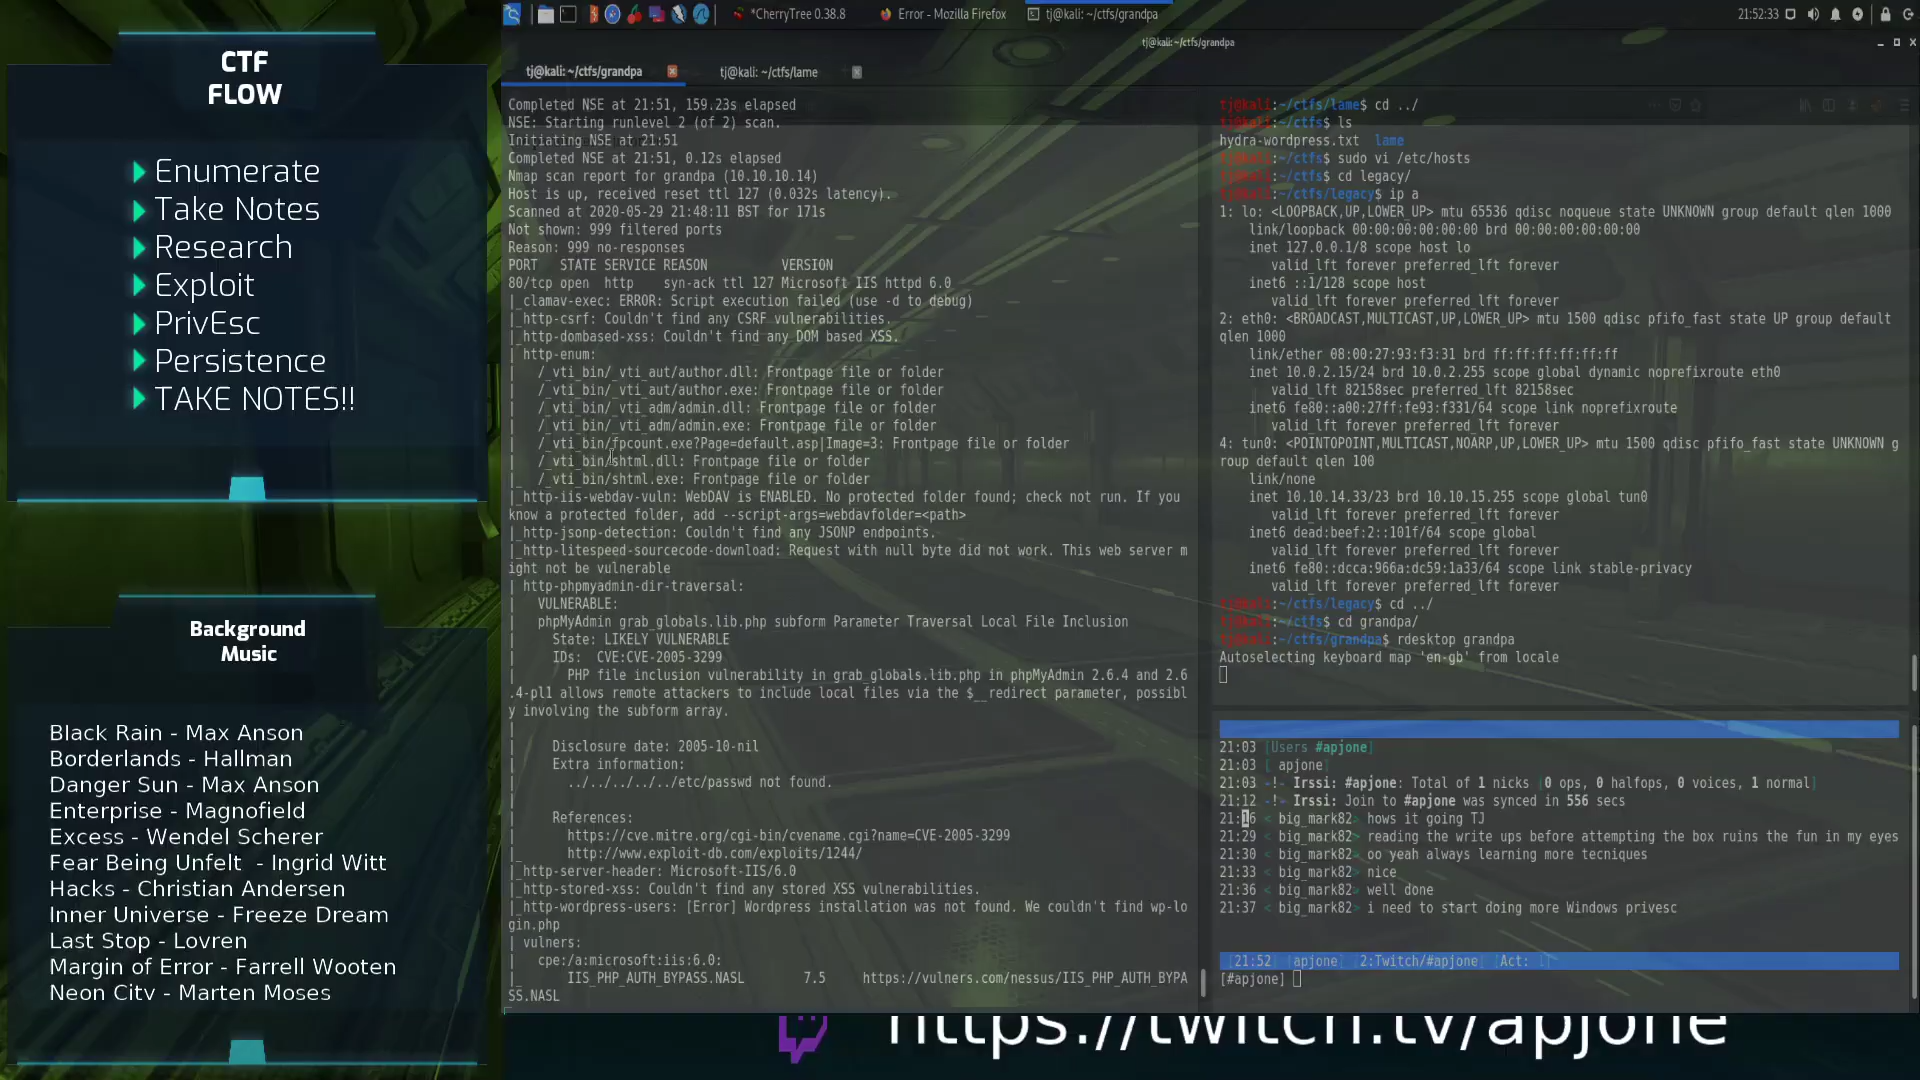 CTF
FLOW
Enumerate
Take Notes
Research
Exploit
PrivEsc
Persistence
TAKE NOTES!!
Background
Music
Black Rain - Max Anson
Borderlands - Hallman
Danger Sun - Max Anson
Enterprise - Magnofield
Excess - Wendel Scherer
Fear Being Unfelt  - Ingrid Witt
Hacks - Christian Andersen
Inner Universe - Freeze Dream
Last Stop - Lovren
Margin of Error - Farrell Wooten
Neon City - Marten Moses
*CherryTree 0.38.8
Error - Mozilla Firefox
tj@kali: ~/ctfs/grandpa
21:52:33
tj@kali:~/ctfs/grandpa
tj@kali: ~/ctfs/grandpa
tj@kali: ~/ctfs/lame
Completed NSE at 21:51, 159.23s elapsed
NSE: Starting runlevel 2 (of 2) scan.
Initiating NSE at 21:51
Completed NSE at 21:51, 0.12s elapsed
Nmap scan report for grandpa (10.10.10.14)
Host is up, received reset ttl 127 (0.032s latency).
Scanned at 2020-05-29 21:48:11 BST for 171s
Not shown: 999 filtered ports
Reason: 999 no-responses
PORT   STATE SERVICE REASON          VERSION
80/tcp open  http    syn-ack ttl 127 Microsoft IIS httpd 6.0
|_clamav-exec: ERROR: Script execution failed (use -d to debug)
|_http-csrf: Couldn't find any CSRF vulnerabilities.
|_http-dombased-xss: Couldn't find any DOM based XSS.
| http-enum:
|   /_vti_bin/_vti_aut/author.dll: Frontpage file or folder
|   /_vti_bin/_vti_aut/author.exe: Frontpage file or folder
|   /_vti_bin/_vti_adm/admin.dll: Frontpage file or folder
|   /_vti_bin/_vti_adm/admin.exe: Frontpage file or folder
|   /_vti_bin/fpcount.exe?Page=default.asp|Image=3: Frontpage file or folder
|   /_vti_bin/shtml.dll: Frontpage file or folder
|_  /_vti_bin/shtml.exe: Frontpage file or folder
|_http-iis-webdav-vuln: WebDAV is ENABLED. No protected folder found; check not run. If you
know a protected folder, add --script-args=webdavfolder=<path>
|_http-jsonp-detection: Couldn't find any JSONP endpoints.
|_http-litespeed-sourcecode-download: Request with null byte did not work. This web server m
ight not be vulnerable
| http-phpmyadmin-dir-traversal:
|   VULNERABLE:
|   phpMyAdmin grab_globals.lib.php subform Parameter Traversal Local File Inclusion
|     State: LIKELY VULNERABLE
|     IDs:  CVE:CVE-2005-3299
|       PHP file inclusion vulnerability in grab_globals.lib.php in phpMyAdmin 2.6.4 and 2.6
.4-pl1 allows remote attackers to include local files via the $__redirect parameter, possibl
y involving the subform array.
|
|     Disclosure date: 2005-10-nil
|     Extra information:
|       ../../../../../etc/passwd not found.
|
|     References:
|       https://cve.mitre.org/cgi-bin/cvename.cgi?name=CVE-2005-3299
|_      http://www.exploit-db.com/exploits/1244/
|_http-server-header: Microsoft-IIS/6.0
|_http-stored-xss: Couldn't find any stored XSS vulnerabilities.
|_http-wordpress-users: [Error] Wordpress installation was not found. We couldn't find wp-lo
gin.php
| vulners:
|   cpe:/a:microsoft:iis:6.0:
|_      IIS_PHP_AUTH_BYPASS.NASL        7.5     https://vulners.com/nessus/IIS_PHP_AUTH_BYPA
SS.NASL
tj@kali:~/ctfs/lame$ cd ../
tj@kali:~/ctfs$ ls
hydra-wordpress.txt  lame
tj@kali:~/ctfs$ sudo vi /etc/hosts
tj@kali:~/ctfs$ cd legacy/
tj@kali:~/ctfs/legacy$ ip a
1: lo: <LOOPBACK,UP,LOWER_UP> mtu 65536 qdisc noqueue state UNKNOWN group default qlen 1000
link/loopback 00:00:00:00:00:00 brd 00:00:00:00:00:00
inet 127.0.0.1/8 scope host lo
valid_lft forever preferred_lft forever
inet6 ::1/128 scope host
valid_lft forever preferred_lft forever
2: eth0: <BROADCAST,MULTICAST,UP,LOWER_UP> mtu 1500 qdisc pfifo_fast state UP group default
qlen 1000
link/ether 08:00:27:93:f3:31 brd ff:ff:ff:ff:ff:ff
inet 10.0.2.15/24 brd 10.0.2.255 scope global dynamic noprefixroute eth0
valid_lft 82158sec preferred_lft 82158sec
inet6 fe80::a00:27ff:fe93:f331/64 scope link noprefixroute
valid_lft forever preferred_lft forever
4: tun0: <POINTOPOINT,MULTICAST,NOARP,UP,LOWER_UP> mtu 1500 qdisc pfifo_fast state UNKNOWN g
roup default qlen 100
link/none
inet 10.10.14.33/23 brd 10.10.15.255 scope global tun0
valid_lft forever preferred_lft forever
inet6 dead:beef:2::101f/64 scope global
valid_lft forever preferred_lft forever
inet6 fe80::dcca:966a:dc59:1a33/64 scope link stable-privacy
valid_lft forever preferred_lft forever
tj@kali:~/ctfs/legacy$ cd ../
tj@kali:~/ctfs$ cd grandpa/
tj@kali:~/ctfs/grandpa$ rdesktop grandpa
Autoselecting keyboard map 'en-gb' from locale
21:03 [Users #apjone]
21:03 [ apjone]
21:03 -!- Irssi: #apjone: Total of 1 nicks [0 ops, 0 halfops, 0 voices, 1 normal]
21:12 -!- Irssi: Join to #apjone was synced in 556 secs
21:16 < big_mark82> hows it going TJ
21:29 < big_mark82> reading the write ups before attempting the box ruins the fun in my eyes
21:30 < big_mark82> oo yeah always learning more tecniques
21:33 < big_mark82> nice
21:36 < big_mark82> well done
21:37 < big_mark82> i need to start doing more Windows privesc
[21:52] [apjone] [2:Twitch/#apjone] [Act: 1]
[#apjone]
https://twitch.tv/apjone